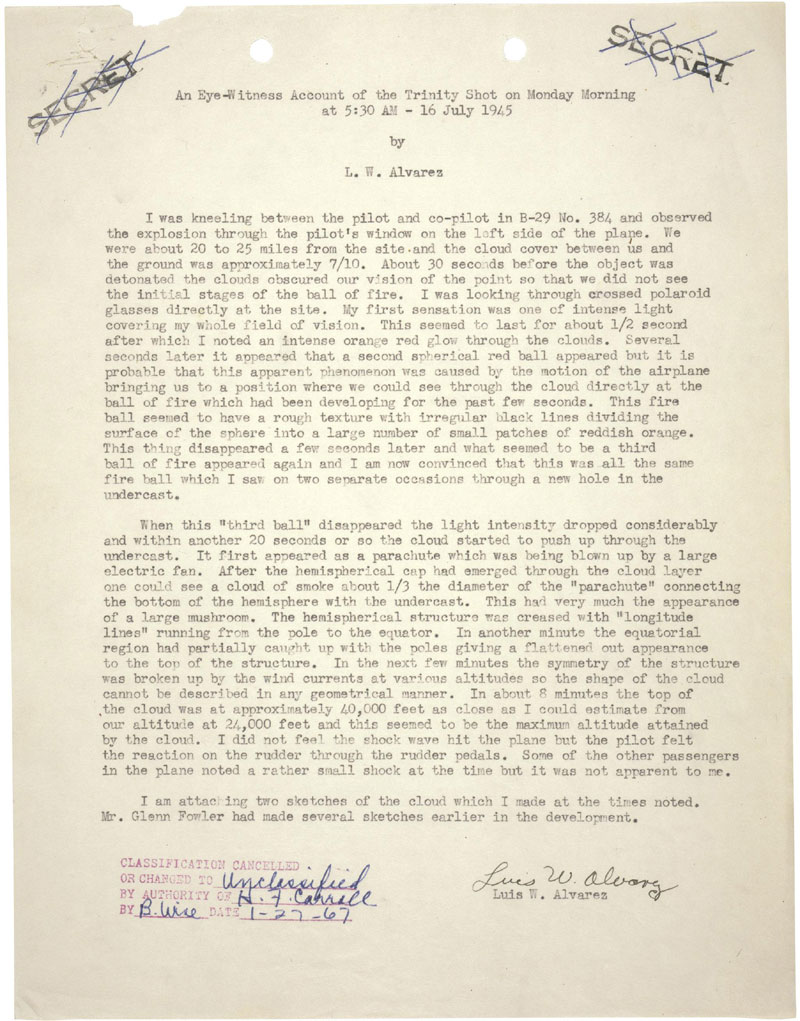 SECRET
SECRET
An Eye-Witness Account of the Trinity Shot on Monday Morning
at 5:30 AM - 16 July 1945
by
L. W. Alvarez
I was kneeling between the pilot and co-pilot in B-29 No. 384 and observed
the explosion through the pilot's window on the left side of the plane. We
were about 20 to 25 miles from the site and the cloud cover between us and
the ground was approximately 7/10. About 30 seconds before the object was
detonated the clouds obscured our vision of the point so that we did not see
the initial stages of the ball of fire. I was looking through crossed polaroid
glasses directly at the site. My first sensation was one of intense light
covering my whole field of vision. This seemed to last for about 1/2 second
after which I noted an intense orange red glow through the clouds. Several
seconds later it appeared that a second spherical red ball appeared but it is
probable that this apparent phenomenon was caused by the motion of the airplane
bringing us to a position where we could see through the cloud directly at the
ball of fire which had been developing for the past few seconds. This fire
ball seemed to have a rough texture with irregular black lines dividing the
surface of the sphere into a large number of small patches of reddish orange.
This thing disappeared a few seconds later and what seemed to be a third
ball of fire appeared again and I am now convinced that this was all the same
fire ball which I saw on two separate occasions through a new hole in the
undercast.
When this "third ball" disappeared the light intensity dropped considerably
and within another 20 seconds or so the cloud started to push up through the
undercast. It first appeared as a parachute which was being blown up by a large
electric fan. After the hemispherical cap had emerged through the cloud layer
one could see a cloud of smoke about 1/3 the diameter of the "parachute" connecting
the bottom of the hemisphere with the undercast. This had very much the appearance
of a large mushroom. The hemispherical structure was creased with "longitude
lines" running from the pole to the equator. In another minute the equatorial
region had partially caught up with the poles giving a flattened out appearance
to the top of the structure. In the next few minutes the symmetry of the structure
was broken up by the wind currents at various altitudes so the shape of the cloud
cannot be described in any geometrical manner. In about 8 minutes the top of
the cloud was at approximately 40,000 feet as close as I could estimate from
our altitude at 24,000 feet and this seemed to be the maximum altitude attained
by the cloud. I did not feel the shock wave hit the plane but the pilot felt
the reaction on the rudder through the rudder pedals. Some of the other passengers
in the plane noted a rather small shock at the time but it was not apparent to me.
I am attaching two sketches of the cloud which I made at the times noted.
Mr. Glenn Fowler had made several sketches earlier in the development.
CLASSIFICATION CANCELLED
OR CHANGED TO Unclassified
BY AUTHORITY OF H. F. Carroll
BY B. Wise DATE 1-27-67
Luis W. Alvarez
Luis W. Alvarez